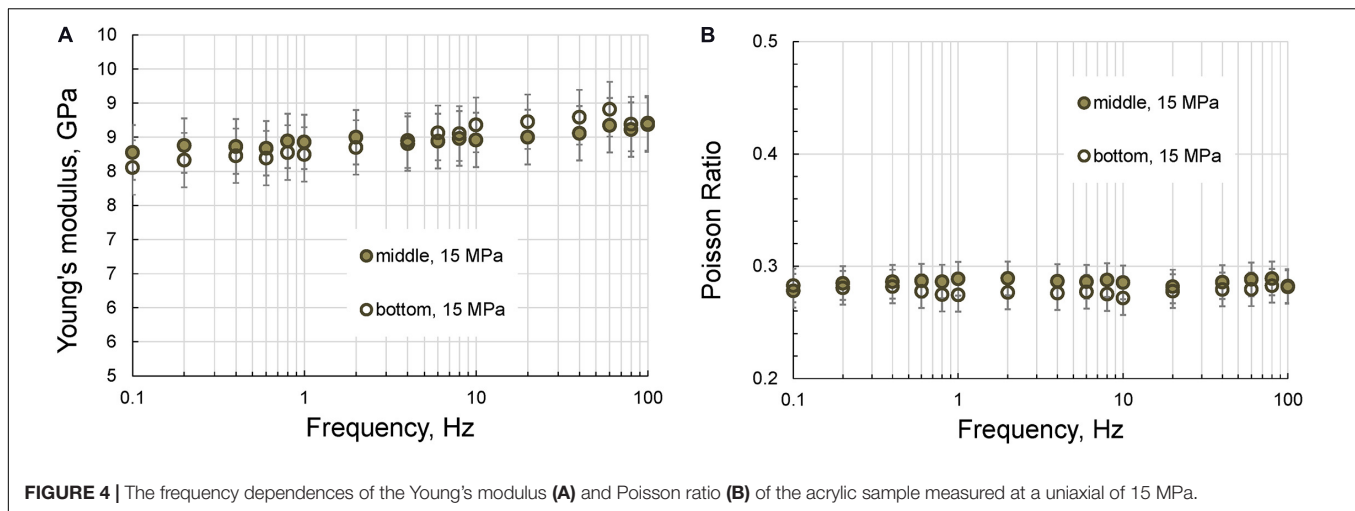 A
10
9
9
8
8
7
7
6
6
5
Young's modulus, GPa
middle, 15 MPa
bottom, 15 MPa
0.1
1
10
100
Frequency, Hz
B
0.5
0.4
0.3
0.2
Poisson Ratio
middle, 15 MPa
bottom, 15 MPa
0.1
1
10
100
Frequency, Hz
FIGURE 4 | The frequency dependences of the Young's modulus (A) and Poisson ratio (B) of the acrylic sample measured at a uniaxial of 15 MPa.